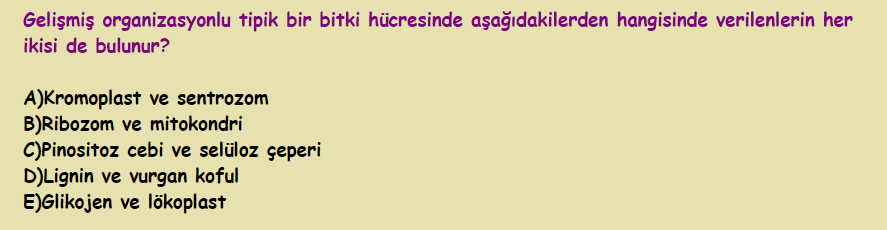 Gelişmiş organizasyonlu tipik bir bitki hücresinde aşağıdakilerden hangisinde verilenlerin her
ikisi de bulunur?
A)Kromoplast ve sentrozom
B)Ribozom ve mitokondri
C)Pinositoz cebi ve selüloz çeperi
D)Lignin ve vurgan koful
E)Glikojen ve lökoplast